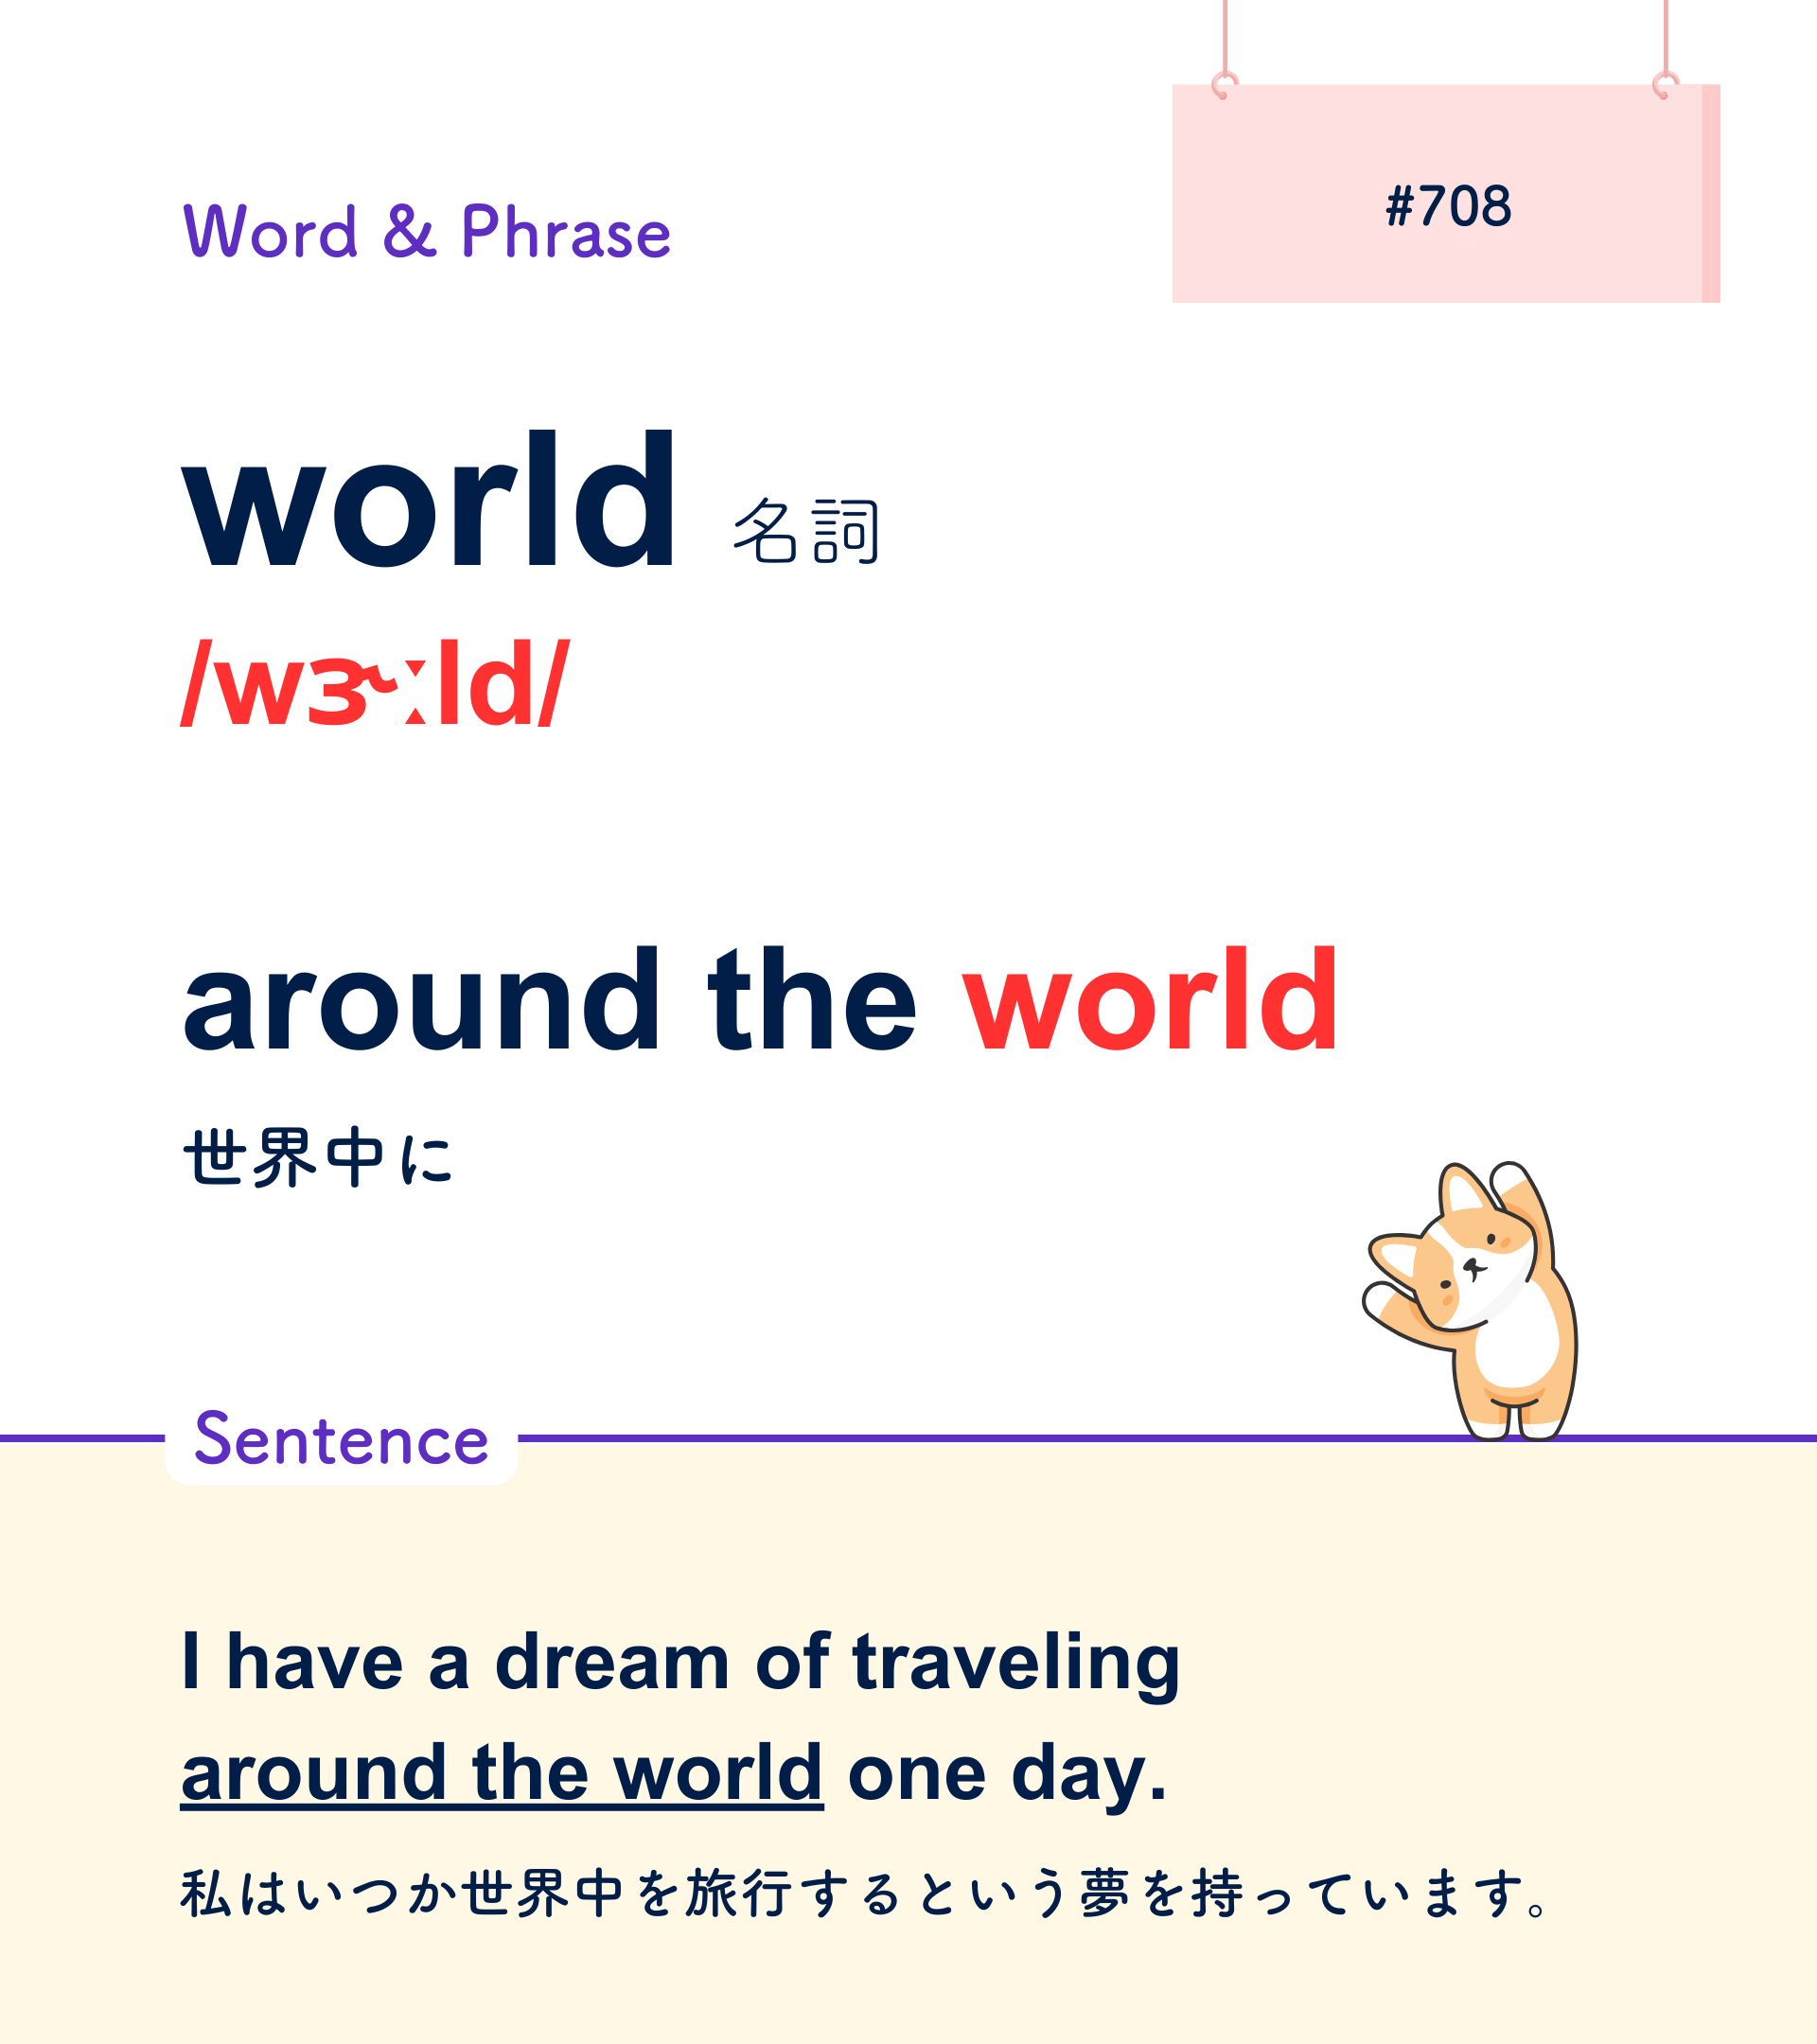 #708
Word & Phrase
world 名詞
/wɝːld/
around the world
世界中に
Sentence
I have a dream of traveling
around the world one day.
私はいつか世界中を旅行するという夢を持っています。